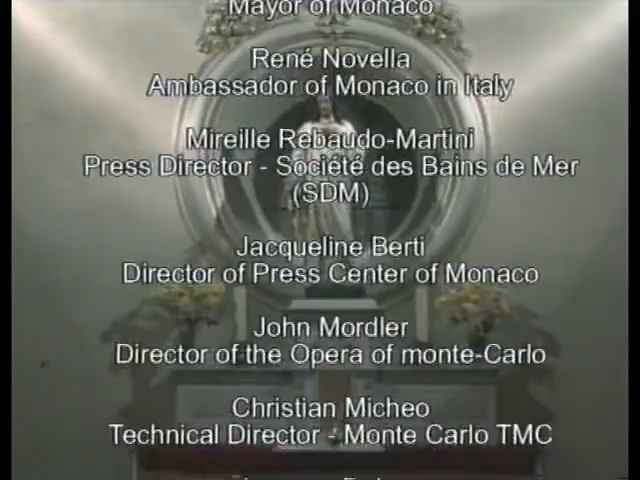 Mayor of Monaco
René Novella
Ambassador of Monaco in Italy
Mireille Rebaudo-Martini
Press Director - Société des Bains de Mer
(SDM)
Jacqueline Berti
Director of Press Center of Monaco
John Mordler
Director of the Opera of monte-Carlo
Christian Micheo
Technical Director - Monte Carlo TMC